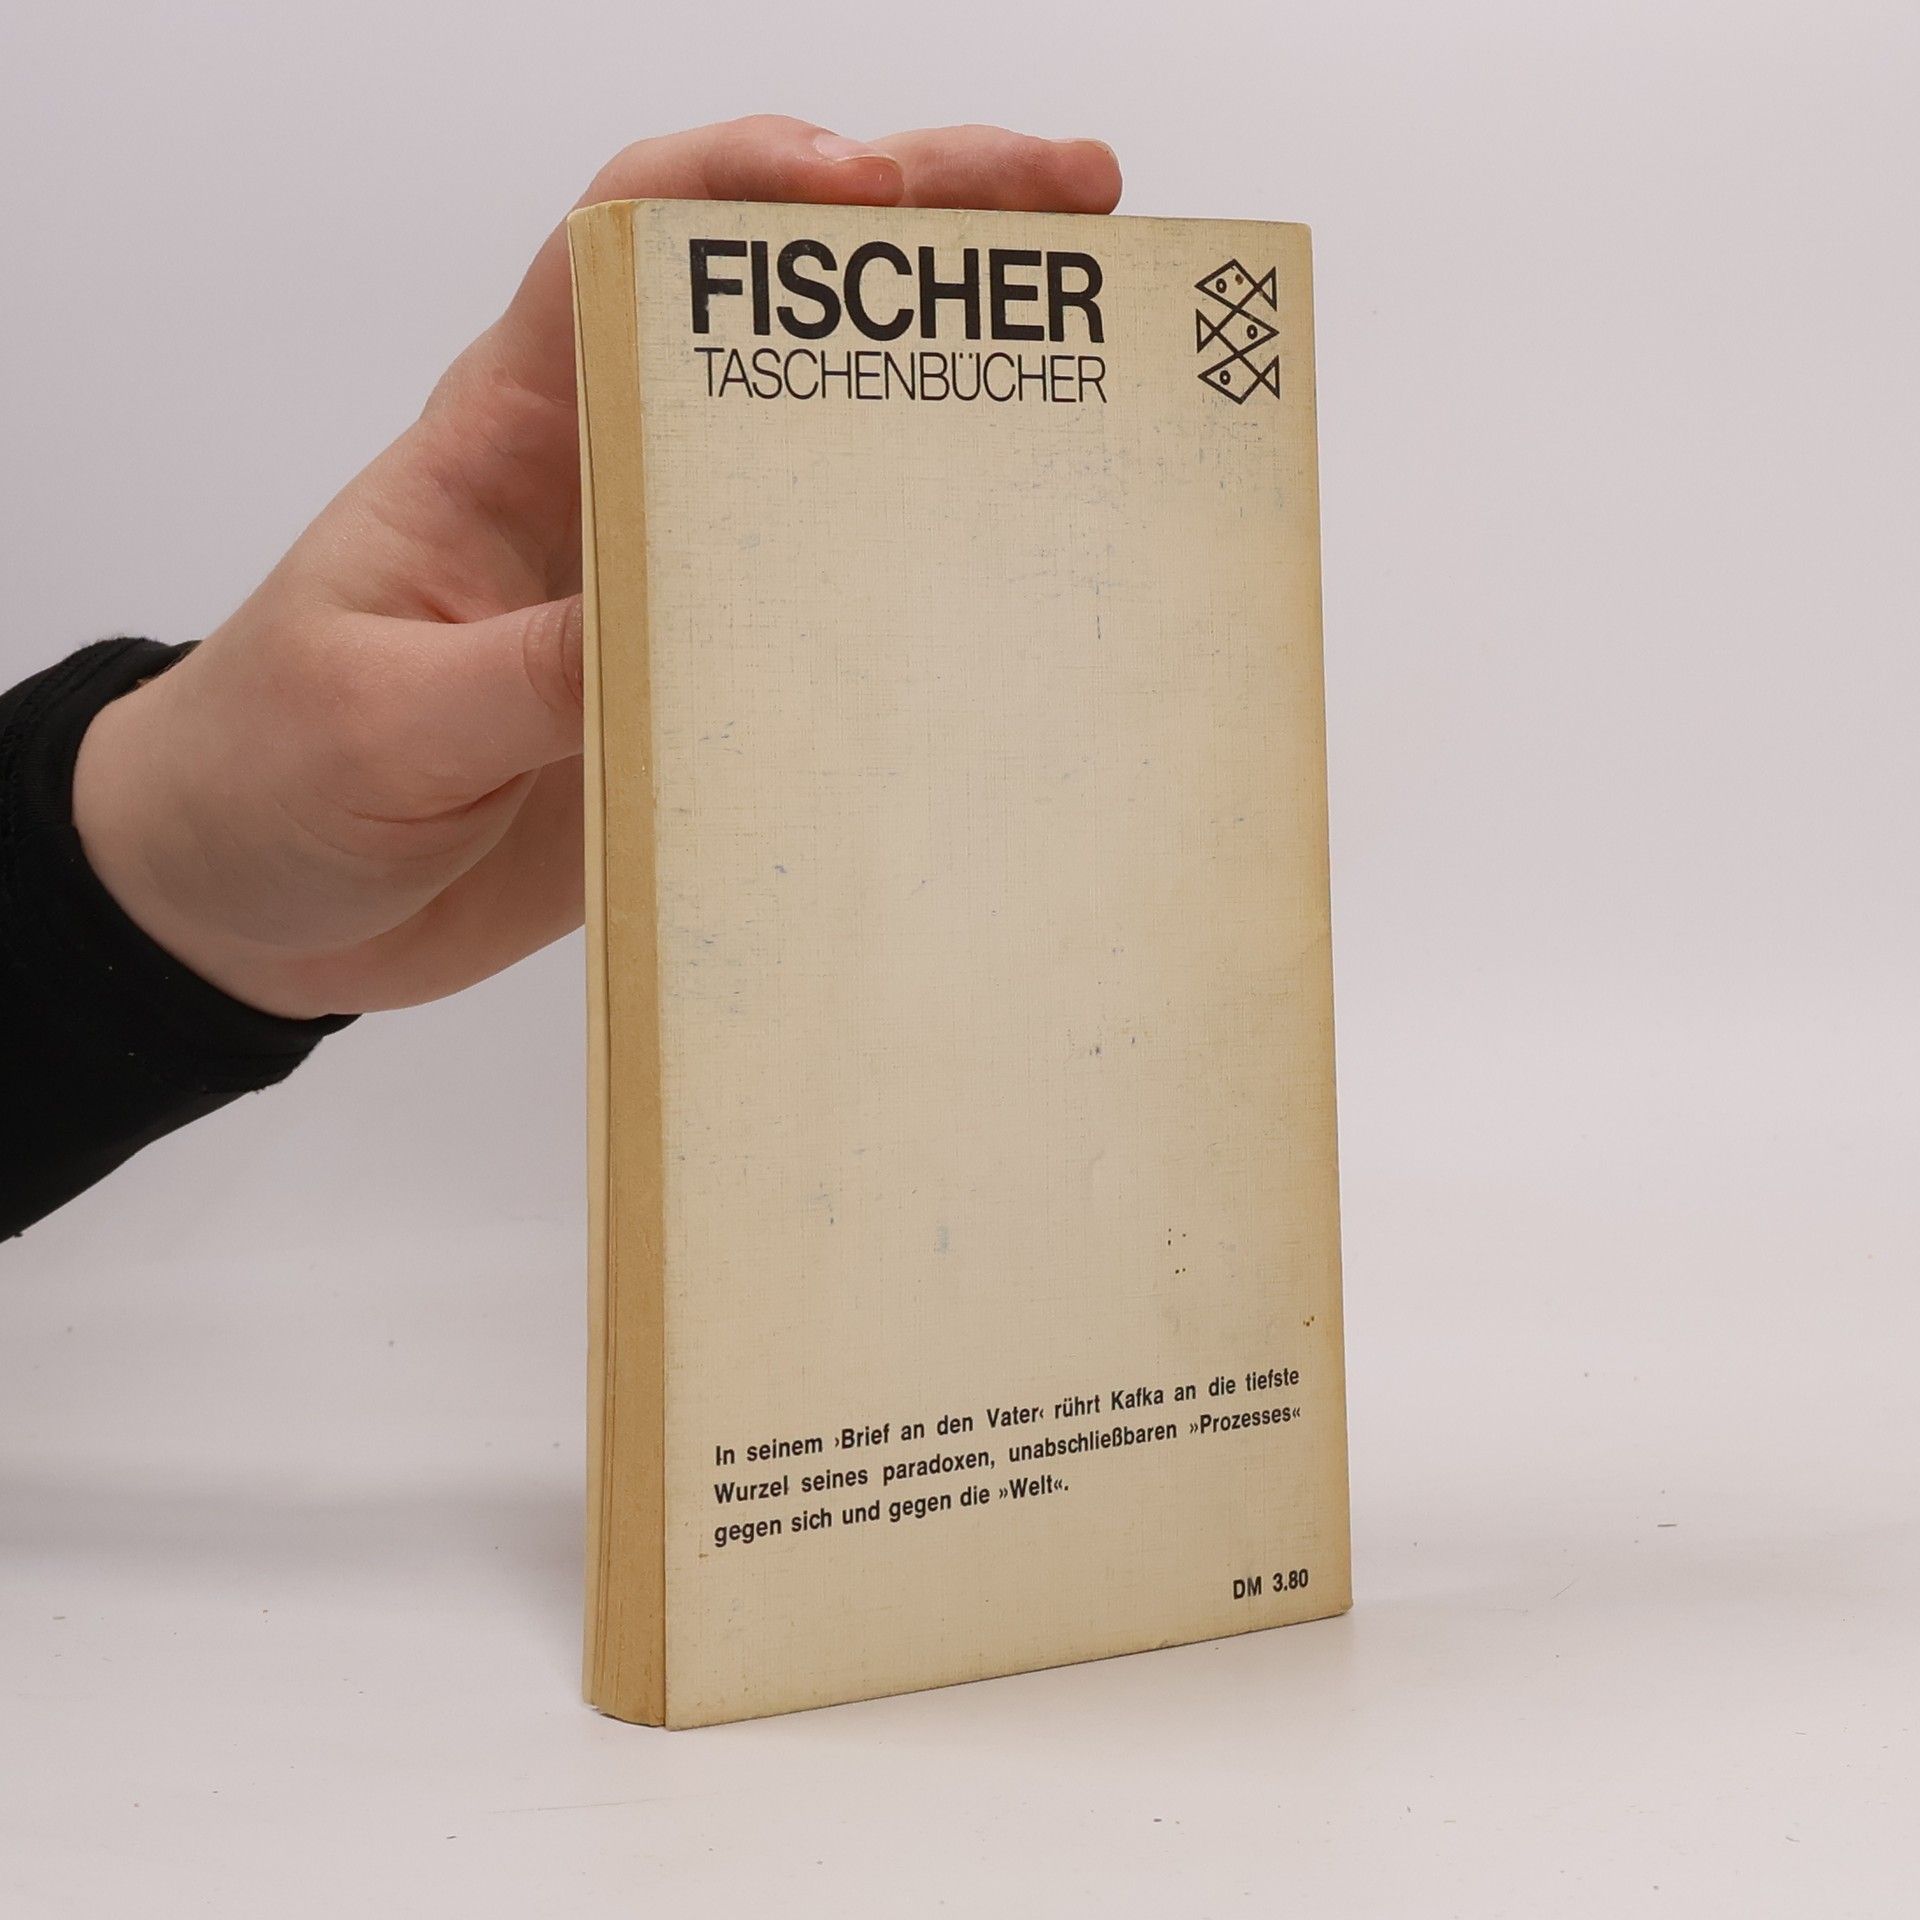 FISCHER
TASCHENBÜCHER
In seinem ›Brief an den Vater‹ rührt Kafka an die tiefste
Wurzel seines paradoxen, unabschließbaren »Prozesses«
gegen sich und gegen die »Welt«.
DM 3.80